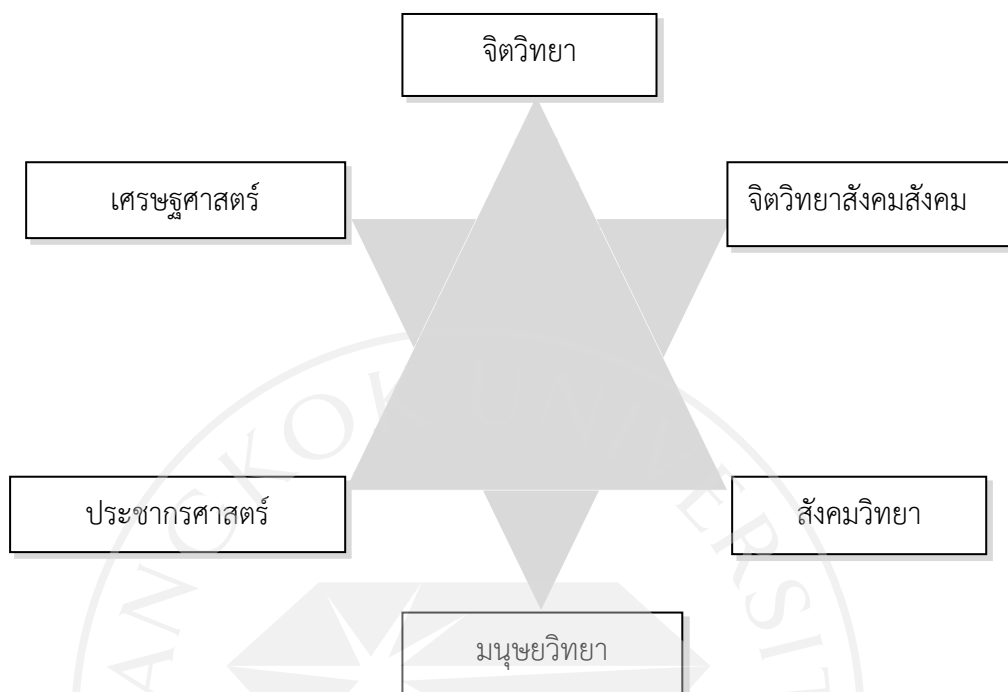 จิตวิทยา
เศรษฐศาสตร์
จิตวิทยาสังคมสังคม
BANGKOK UNIVERSITY
ประชากรศาสตร์
สังคมวิทยา
มนุษยวิทยา